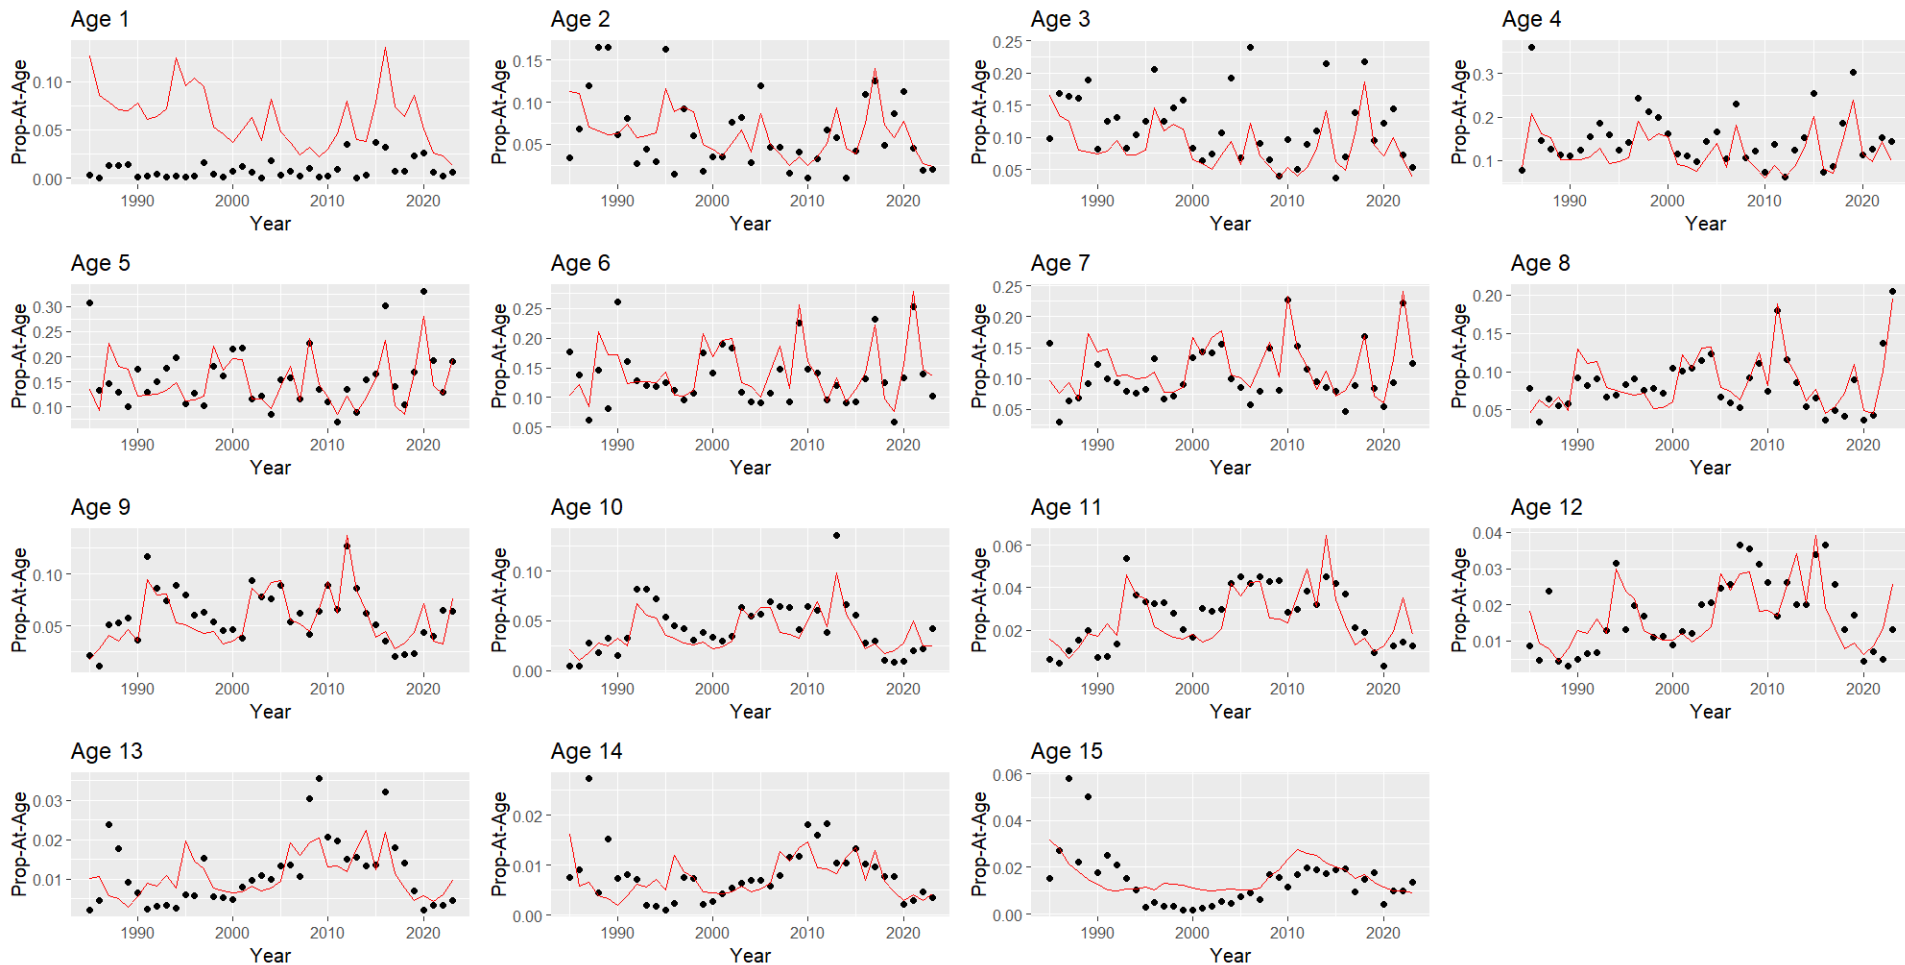 Age 1
Prop-At-Age
0.10
0.05
0.00
1990 2000 2010 2020
Year
Age 2
Prop-At-Age
0.15
0.10
0.05
1990 2000 2010 2020
Year
Age 3
Prop-At-Age
0.25
0.20
0.15
0.10
0.05
1990 2000 2010 2020
Year
Age 4
Prop-At-Age
0.3
0.2
0.1
1990 2000 2010 2020
Year
Age 5
Prop-At-Age
0.30
0.25
0.20
0.15
0.10
1990 2000 2010 2020
Year
Age 6
Prop-At-Age
0.25
0.20
0.15
0.10
0.05
1990 2000 2010 2020
Year
Age 7
Prop-At-Age
0.25
0.20
0.15
0.10
0.05
1990 2000 2010 2020
Year
Age 8
Prop-At-Age
0.20
0.15
0.10
0.05
1990 2000 2010 2020
Year
Age 9
Prop-At-Age
0.10
0.05
1990 2000 2010 2020
Year
Age 10
Prop-At-Age
0.10
0.05
0.00
1990 2000 2010 2020
Year
Age 11
Prop-At-Age
0.06
0.04
0.02
1990 2000 2010 2020
Year
Age 12
Prop-At-Age
0.04
0.03
0.02
0.01
1990 2000 2010 2020
Year
Age 13
Prop-At-Age
0.03
0.02
0.01
1990 2000 2010 2020
Year
Age 14
Prop-At-Age
0.02
0.01
0.00
1990 2000 2010 2020
Year
Age 15
Prop-At-Age
0.06
0.04
0.02
0.00
1990 2000 2010 2020
Year